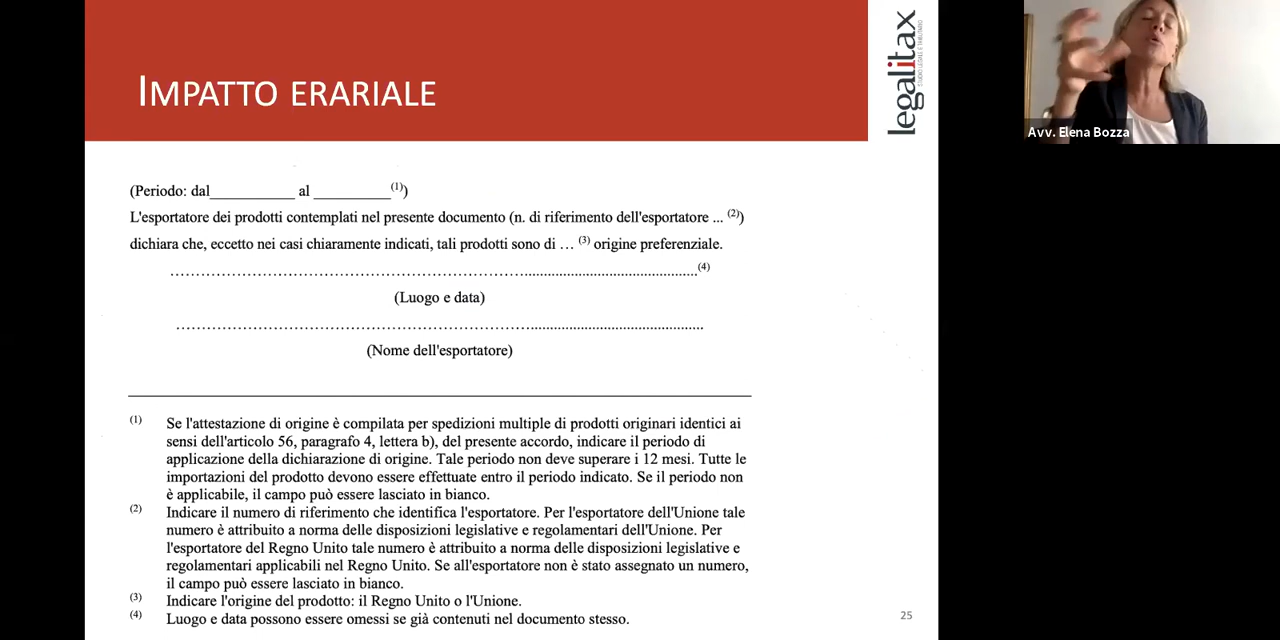 IMPATTO ERARIALE
legalitax
Avv. Elena Bozza
(Periodo: dal___________ al __________(1))
L'esportatore dei prodotti contemplati nel presente documento (n. di riferimento dell'esportatore ... (2))
dichiara che, eccetto nei casi chiaramente indicati, tali prodotti sono di … (3) origine preferenziale.
…………………………………………………………………...............................................(4)
(Luogo e data)
…………………………………………………………………...............................................
(Nome dell'esportatore)
(1) Se l'attestazione di origine è compilata per spedizioni multiple di prodotti originari identici ai
sensi dell'articolo 56, paragrafo 4, lettera b), del presente accordo, indicare il periodo di
applicazione della dichiarazione di origine. Tale periodo non deve superare i 12 mesi. Tutte le
importazioni del prodotto devono essere effettuate entro il periodo indicato. Se il periodo non
è applicabile, il campo può essere lasciato in bianco.
(2) Indicare il numero di riferimento che identifica l'esportatore. Per l'esportatore dell'Unione tale
numero è attribuito a norma delle disposizioni legislative e regolamentari dell'Unione. Per
l'esportatore del Regno Unito tale numero è attribuito a norma delle disposizioni legislative e
regolamentari applicabili nel Regno Unito. Se all'esportatore non è stato assegnato un numero,
il campo può essere lasciato in bianco.
(3) Indicare l'origine del prodotto: il Regno Unito o l'Unione.
(4) Luogo e data possono essere omessi se già contenuti nel documento stesso.
25